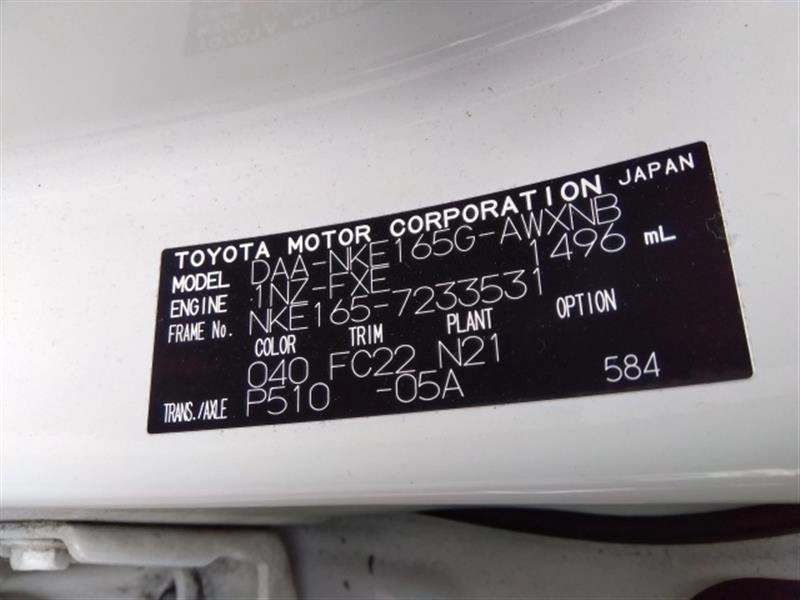 TOYOTA MOTOR CORPORATION JAPAN
MODEL DAA-NKE165G-AWXNB
ENGINE 1NZ-FXE 1496 mL
FRAME No. NKE165-7233531
COLOR TRIM PLANT OPTION
040 FC22 N21
TRANS./AXLE P510 -05A 584